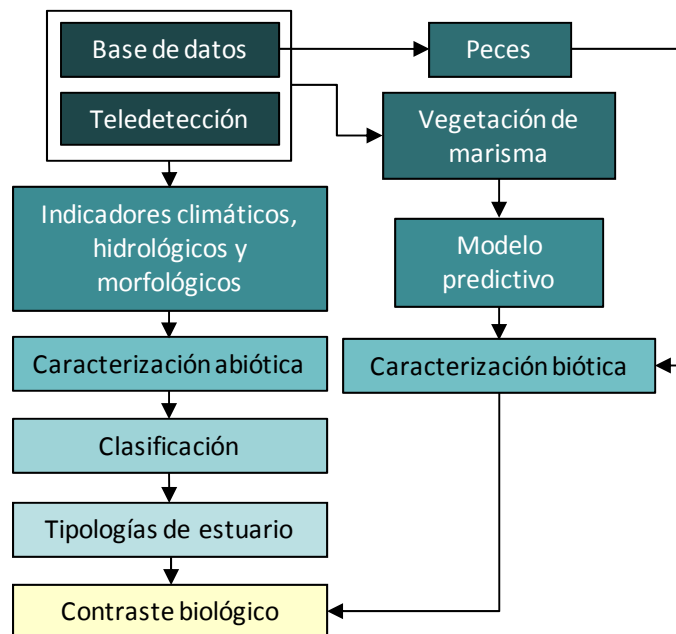 Base de datos
Peces
Teledetección
Vegetación de
marisma
Indicadores climáticos,
hidrológicos y
morfológicos
Modelo
predictivo
Caracterización abiótica
Caracterización biótica
Clasificación
Tipologías de estuario
Contraste biológico